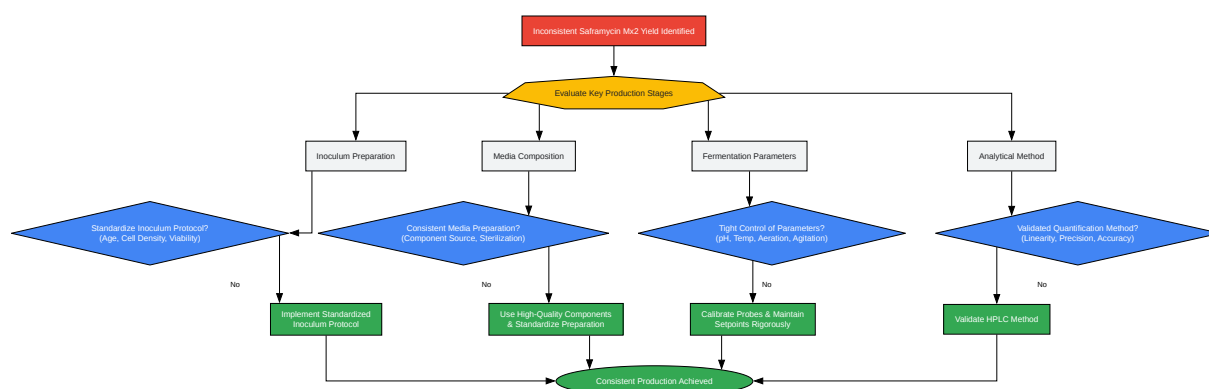 Inconsistent Saframycin Mx2 Yield Identified
Evaluate Key Production Stages
Inoculum Preparation
Media Composition
Fermentation Parameters
Analytical Method
Standardize Inoculum Protocol?
(Age, Cell Density, Viability)
Consistent Media Preparation?
(Component Source, Sterilization)
Tight Control of Parameters?
(pH, Temp, Aeration, Agitation)
Validated Quantification Method?
(Linearity, Precision, Accuracy)
No
No
No
No
Implement Standardized
Inoculum Protocol
Use High-Quality Components
& Standardize Preparation
Calibrate Probes & Maintain
Setpoints Rigorously
Validate HPLC Method
Consistent Production Achieved